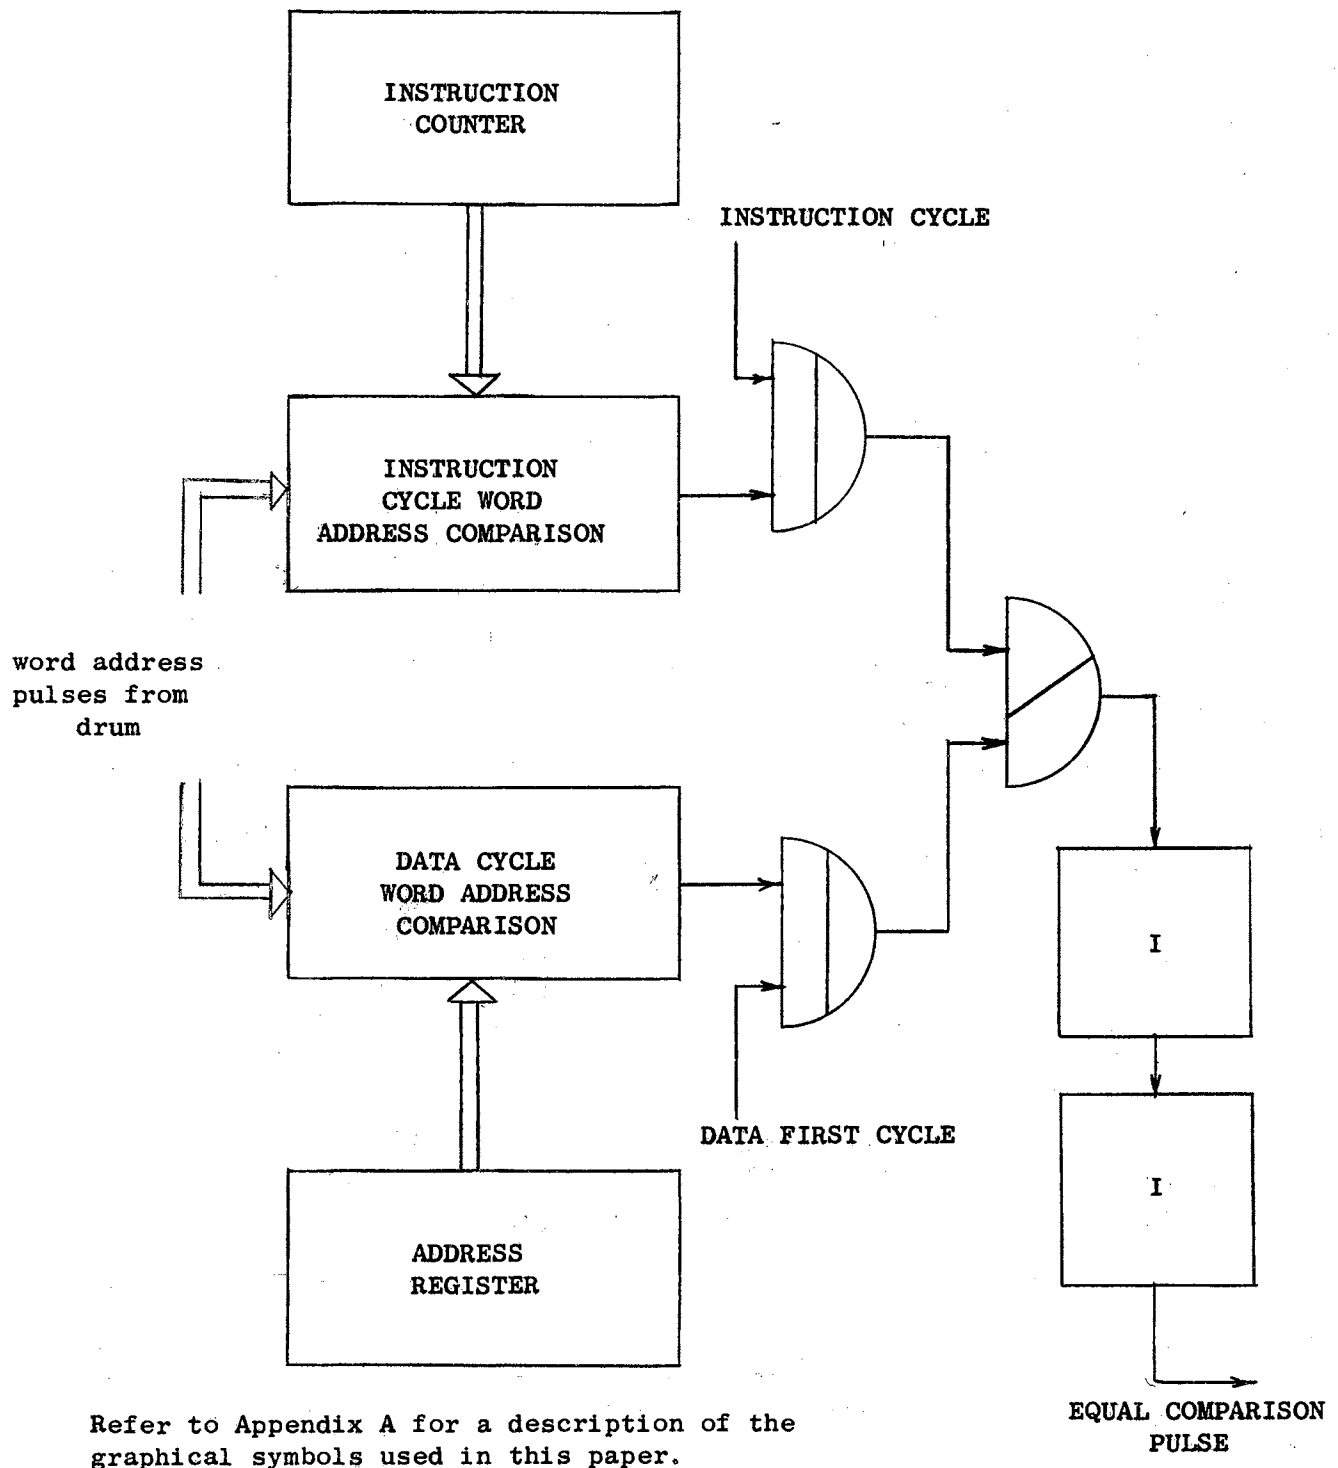 INSTRUCTION
COUNTER
INSTRUCTION CYCLE
INSTRUCTION
CYCLE WORD
ADDRESS COMPARISON
word address
pulses from
drum
DATA CYCLE
WORD ADDRESS
COMPARISON
I
DATA FIRST CYCLE
I
ADDRESS
REGISTER
EQUAL COMPARISON
PULSE
Refer to Appendix A for a description of the
graphical symbols used in this paper.